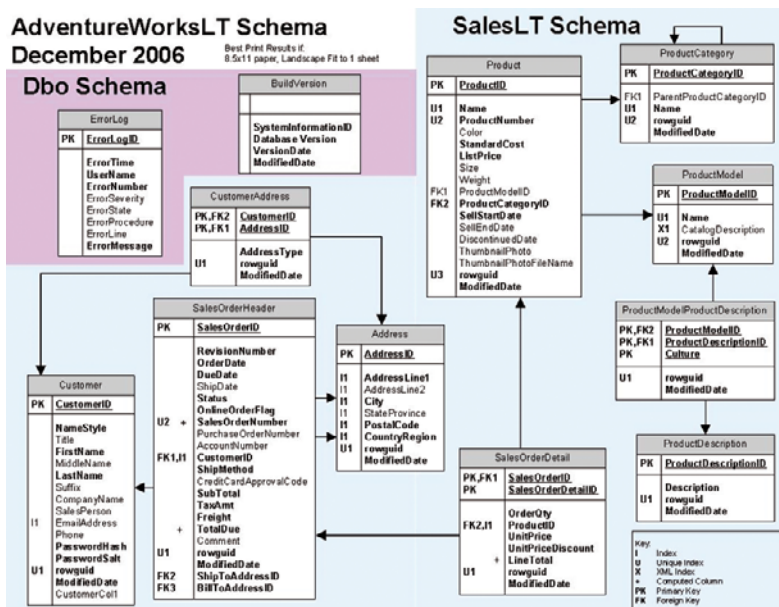 AdventureWorksLT Schema
December 2006
Best Print Results if:
8.5x11 paper, Landscape Fit to 1 sheet
Dbo Schema
ErrorLog
PK ErrorLogID
ErrorTime
UserName
ErrorNumber
ErrorSeverity
ErrorState
ErrorProcedure
ErrorLine
ErrorMessage
BuildVersion
SystemInformationID
Database Version
VersionDate
ModifiedDate
SalesLT Schema
CustomerAddress
PK,FK2 CustomerID
PK,FK1 AddressID
AddressType
U1 rowguid
ModifiedDate
SalesOrderHeader
PK SalesOrderID
RevisionNumber
OrderDate
DueDate
ShipDate
Status
OnlineOrderFlag
U2 + SalesOrderNumber
PurchaseOrderNumber
AccountNumber
FK1,I1 CustomerID
ShipMethod
CreditCardApprovalCode
SubTotal
TaxAmt
Freight
+ TotalDue
Comment
U1 rowguid
ModifiedDate
FK2 ShipToAddressID
FK3 BillToAddressID
Customer
PK CustomerID
NameStyle
Title
FirstName
MiddleName
LastName
Suffix
CompanyName
SalesPerson
I1 EmailAddress
Phone
PasswordHash
PasswordSalt
U1 rowguid
ModifiedDate
CustomerCol1
Address
PK AddressID
I1 AddressLine1
I1 AddressLine2
I1 City
I1 StateProvince
I1 PostalCode
I1 CountryRegion
U1 rowguid
ModifiedDate
Product
PK ProductID
U1 Name
U2 ProductNumber
Color
StandardCost
ListPrice
Size
Weight
FK1 ProductModelID
FK2 ProductCategoryID
SellStartDate
SellEndDate
DiscontinuedDate
ThumbnailPhoto
ThumbnailPhotoFileName
U3 rowguid
ModifiedDate
ProductCategory
PK ProductCategoryID
FK1 ParentProductCategoryID
U1 Name
U2 rowguid
ModifiedDate
ProductModel
PK ProductModelID
U1 Name
X1 CatalogDescription
U2 rowguid
ModifiedDate
ProductModelProductDescription
PK,FK2 ProductModelID
PK,FK1 ProductDescriptionID
PK Culture
U1 rowguid
ModifiedDate
ProductDescription
PK ProductDescriptionID
Description
U1 rowguid
ModifiedDate
SalesOrderDetail
PK,FK1 SalesOrderID
PK SalesOrderDetailID
OrderQty
FK2,I1 ProductID
UnitPrice
UnitPriceDiscount
+ LineTotal
U1 rowguid
ModifiedDate
Key:
I Index
U Unique Index
X XML Index
+ Computed Column
PK Primary Key
FK Foreign Key